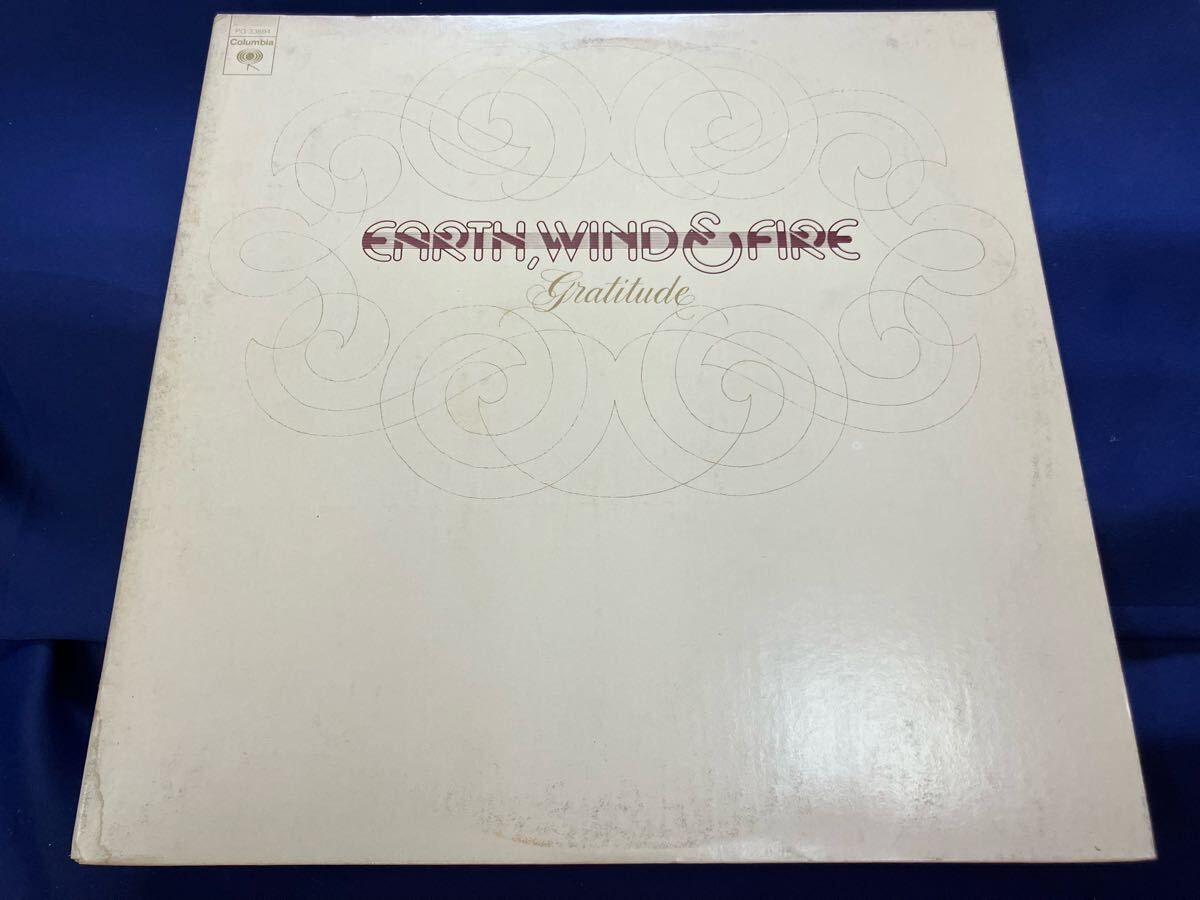 PG 33694
Columbia
EARTH, WIND & FIRE
Gratitude